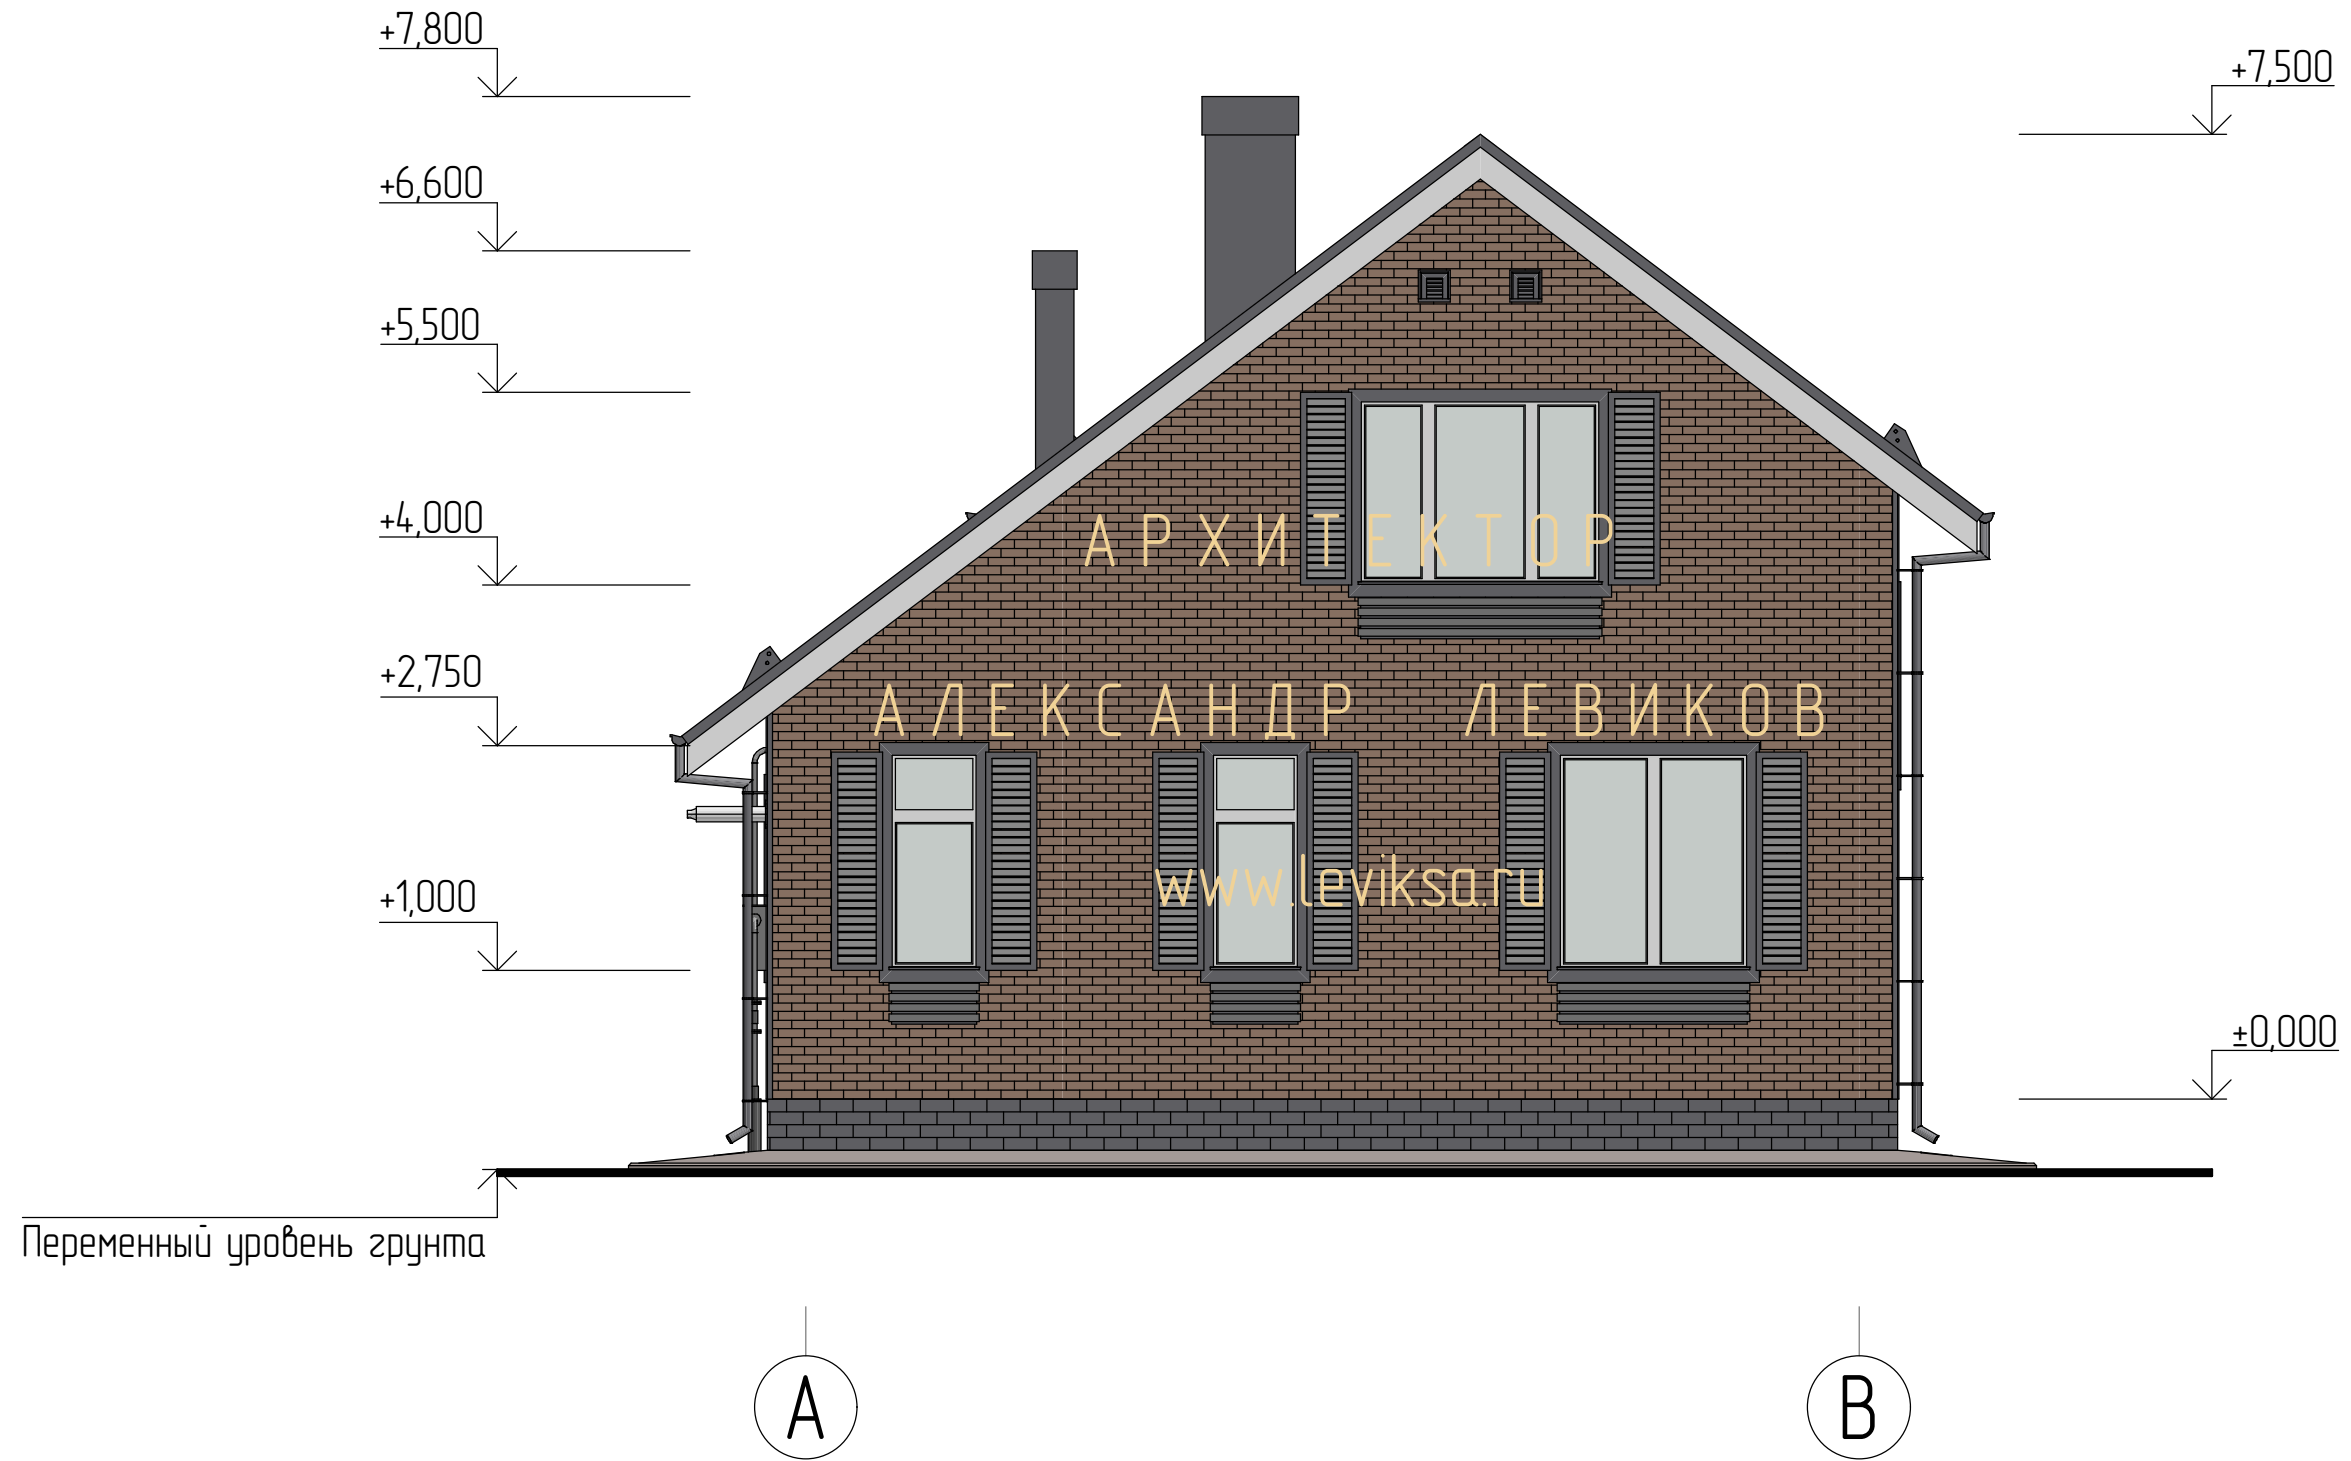 +7,800
+7,500
+6,600
+5,500
+4,000
АРХИТЕКТОР
+2,750
АЛЕКСАНДР ЛЕВИКОВ
www.leviksa.ru
+1,000
±0,000
Переменный уровень грунта
А
В